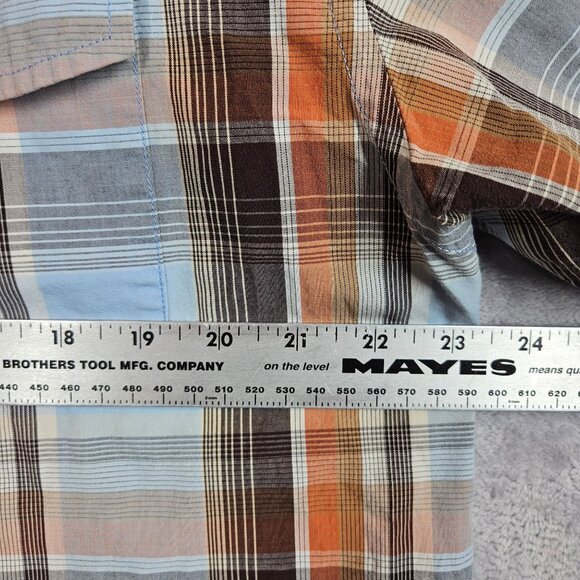 18 19 20 21 22 23 24
BROTHERS TOOL MFG. COMPANY on the level MAYES means qua
440 450 460 470 480 490 500 510 520 530 540 550 560 570 580 590 600 610 620